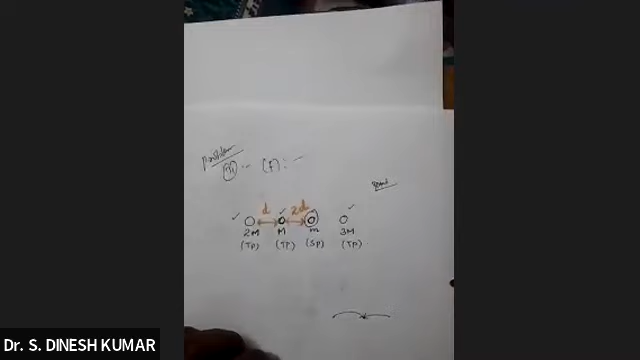 problem
d 2d
2M M m 3M
(TP) (TP) (SP) (TP)
Dr. S. DINESH KUMAR